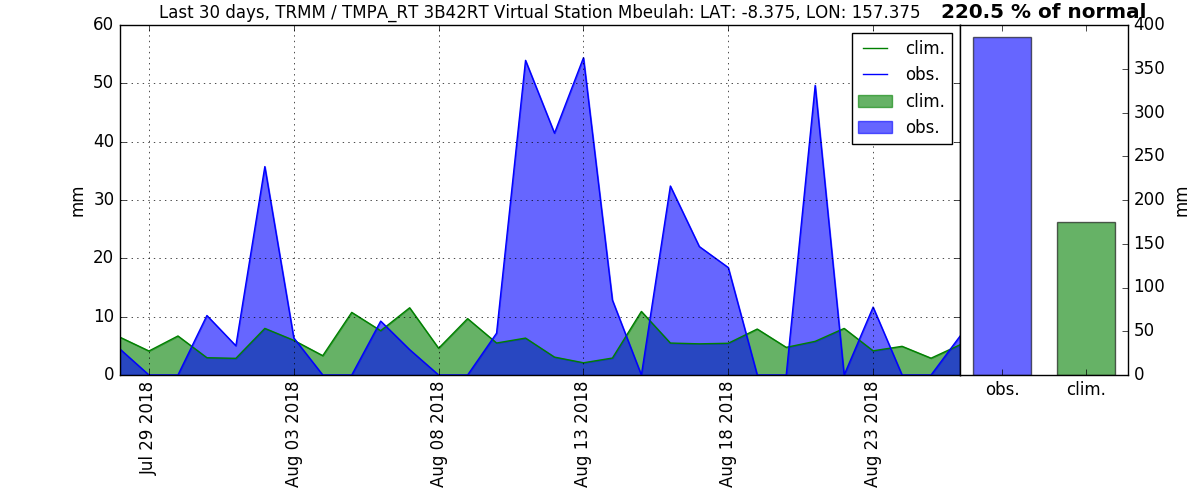 Last 30 days, TRMM / TMPA_RT 3B42RT Virtual Station Mbeulah: LAT: -8.375, LON: 157.375
220.5 % of normal
60
50
40
30
20
10
0
mm
clim.
obs.
clim.
obs.
Jul 29 2018
Aug 03 2018
Aug 08 2018
Aug 13 2018
Aug 18 2018
Aug 23 2018
400
350
300
250
200
150
100
50
0
mm
obs.
clim.